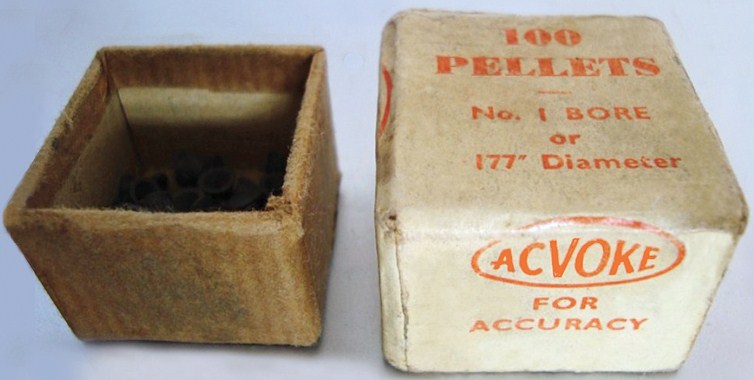 100
PELLETS
No. 1 BORE
or
177" Diameter
ACVOKE
FOR
ACCURACY